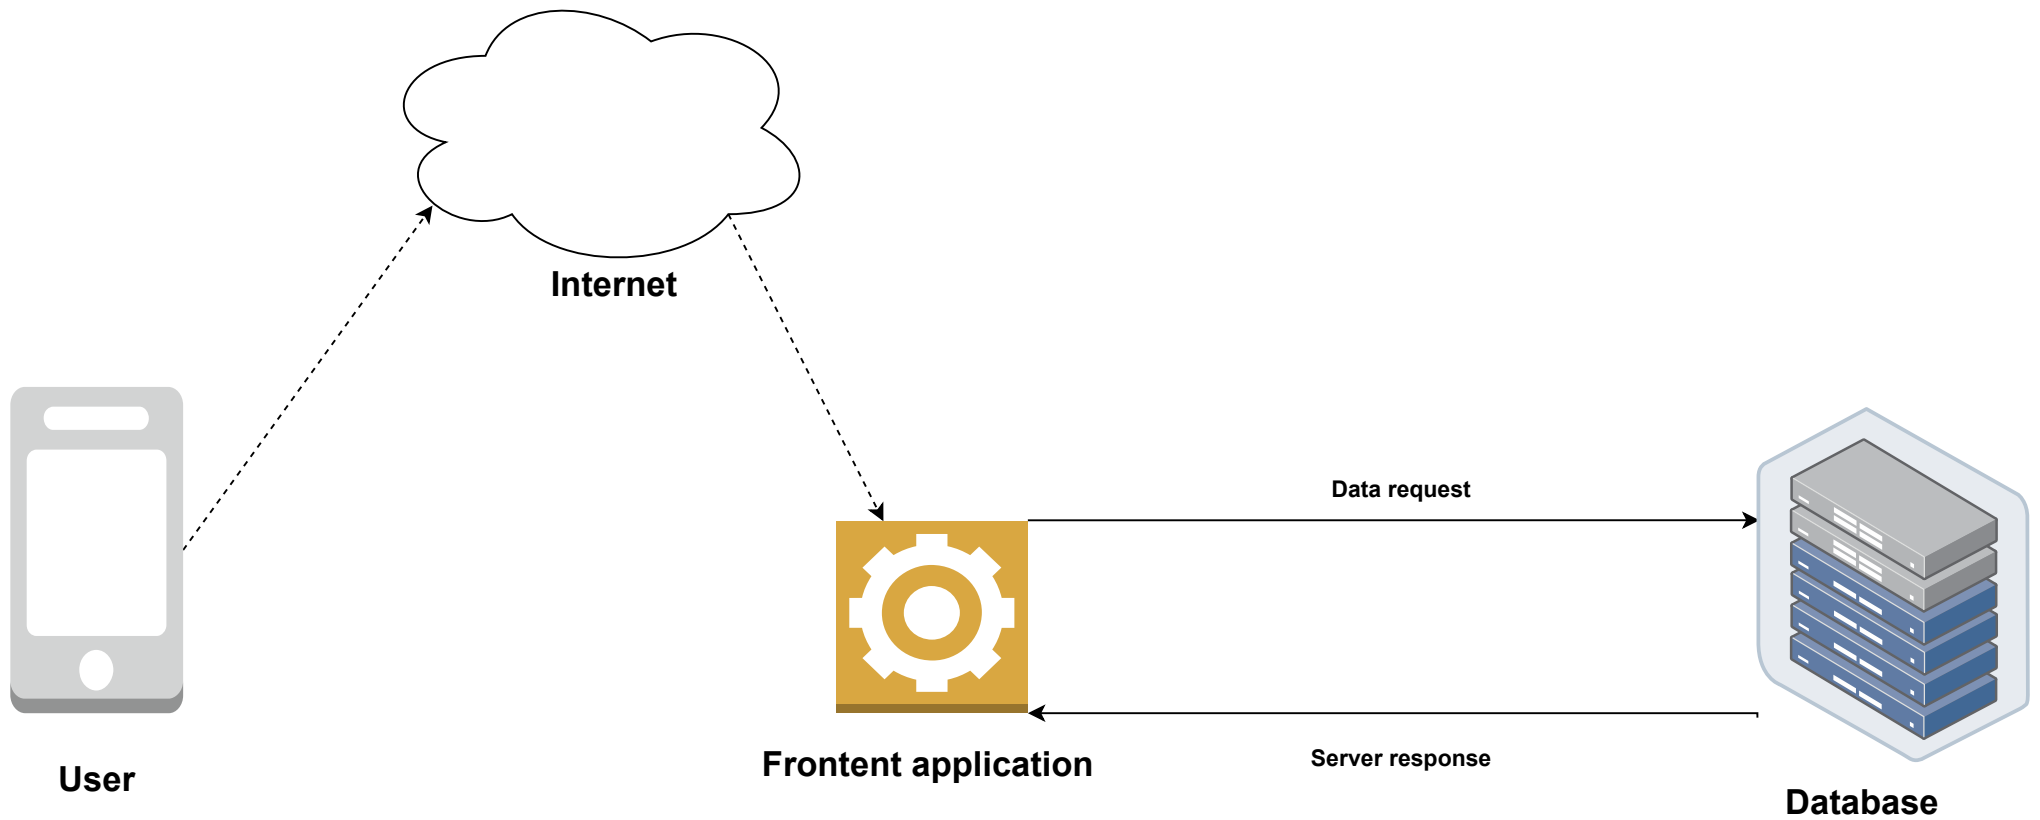 Internet
Data request
Frontent application
Server response
User
Database